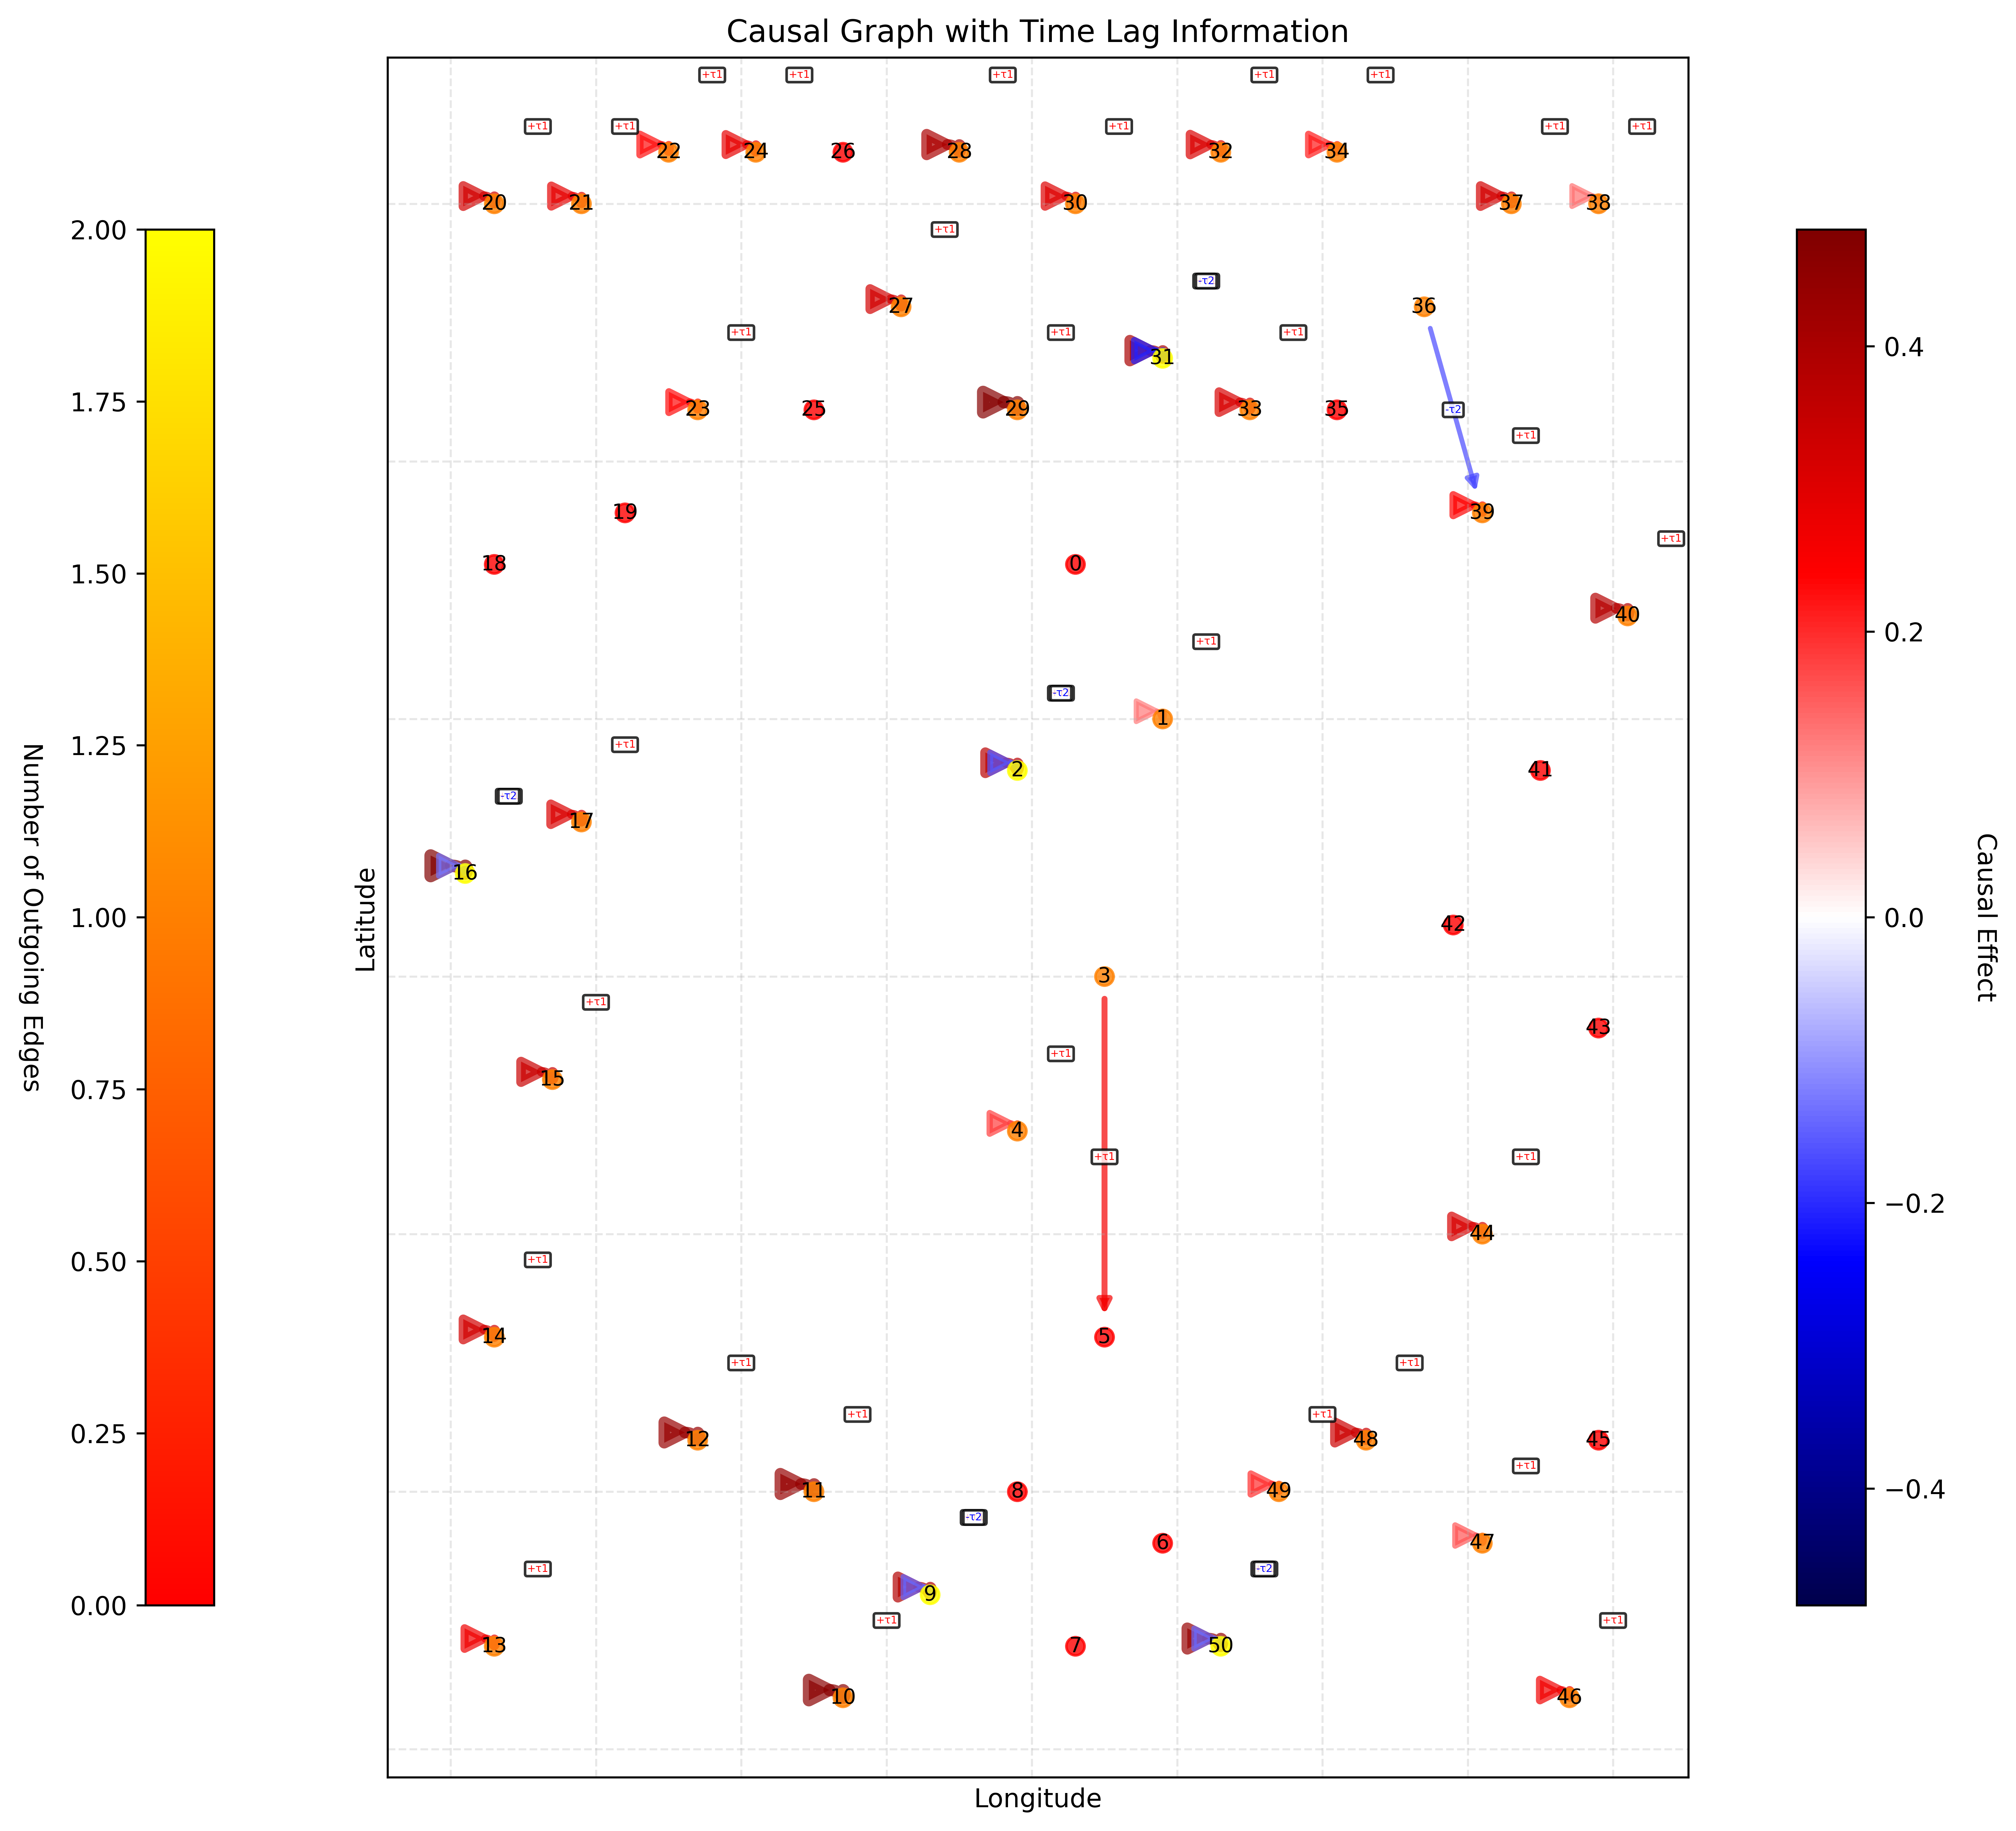 Causal Graph with Time Lag Information
+τ1 +τ1 +τ1 +τ1 +τ1
+τ1 +τ1 +τ1 +τ1 +τ1
22 24 26 28 32 34
20 21 30 37 38
+τ1
-τ2
27 36
+τ1 +τ1 +τ1
31
23 25 29 33 35 -τ2
+τ1
19 39
+τ1
18 0
40
+τ1
-τ2
1
+τ1
2 41
-τ2
17
16
42
3
+τ1
43
+τ1
15
4
+τ1 +τ1
44
+τ1
14 5
+τ1 +τ1
+τ1 +τ1
12 48 45
+τ1
11 8 49
-τ2
6 47
+τ1 -τ2
9
+τ1 +τ1
13 7 50
10 46
Latitude
Longitude
2.00
1.75
1.50
1.25
1.00
0.75
0.50
0.25
0.00
Number of Outgoing Edges
0.4
0.2
0.0
−0.2
−0.4
Causal Effect